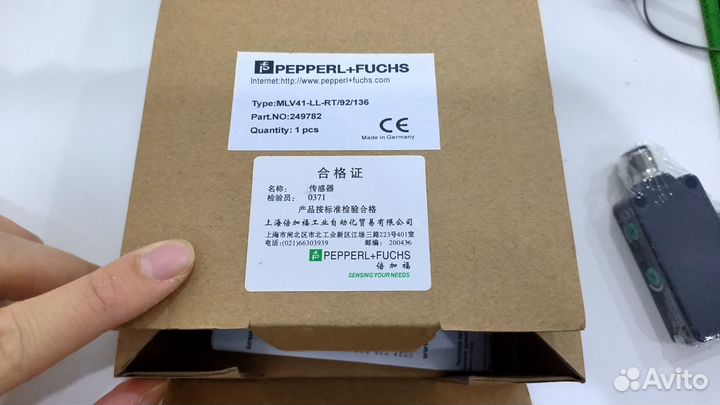 PEPPERL+FUCHS
Internet:http://www.pepperl+fuchs.com
Type:MLV41-LL-RT/92/136
Part.NO:249782
Quantity: 1 pcs
CE
Made in Germany
合格证
名称: 传感器
检验员: 0371
产品按标准检验合格
上海倍加福工业自动化贸易有限公司
上海市闸北区市北工业新区江场三路223号401室
电话:(021)66303939 邮编: 200436
PEPPERL+FUCHS
倍加福
SENSING YOUR NEEDS
Avito